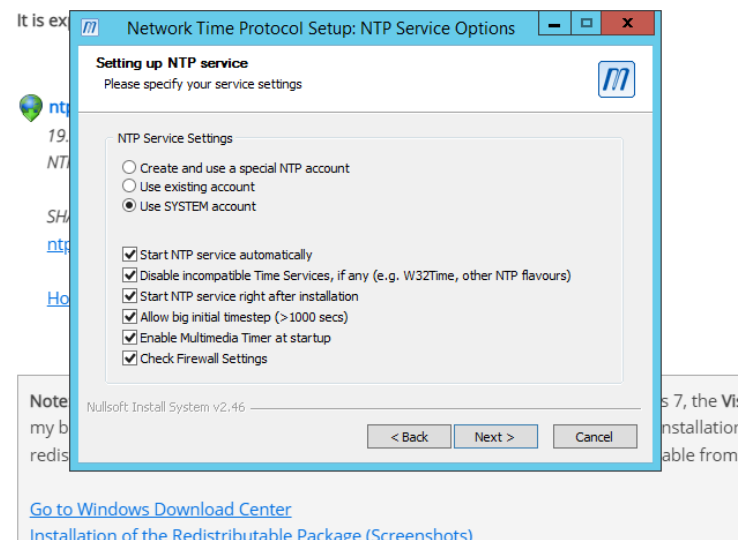 It is ex
Network Time Protocol Setup: NTP Service Options
Setting up NTP service
Please specify your service settings
ntp
19.
NT
SHA
ntp
Ho
NTP Service Settings
Create and use a special NTP account
Use existing account
Use SYSTEM account
Start NTP service automatically
Disable incompatible Time Services, if any (e.g. W32Time, other NTP flavours)
Start NTP service right after installation
Allow big initial timestep (>1000 secs)
Enable Multimedia Timer at startup
Check Firewall Settings
Nullsoft Install System v2.46
< Back
Next >
Cancel
Note
s 7, the Vis
my b
nstallation
redis
able from
Go to Windows Download Center
Installation of the Redistributable Package (Screenshots)